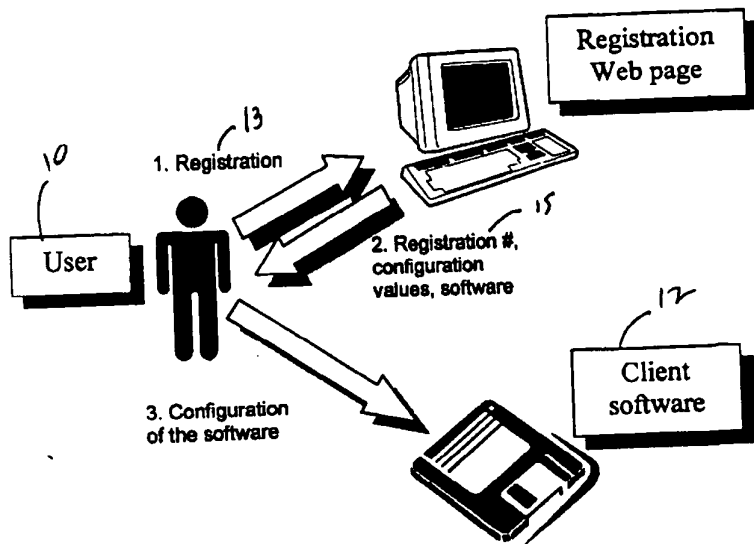 Registration
Web page
13
1. Registration
10
User
15
2. Registration #,
configuration
values, software
12
Client
software
3. Configuration
of the software